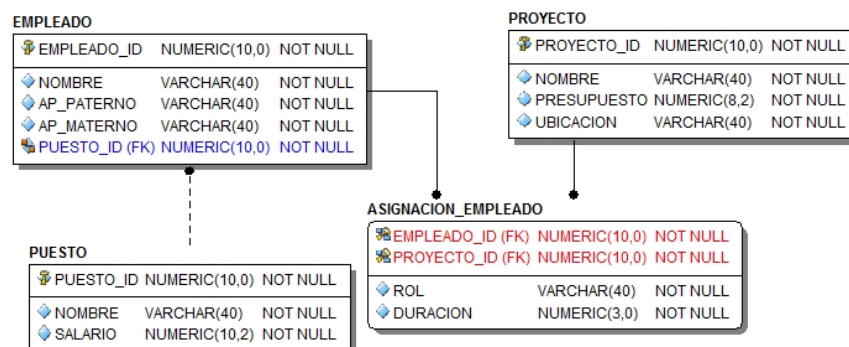 EMPLEADO
EMPLEADO_ID NUMERIC(10,0) NOT NULL
NOMBRE VARCHAR(40) NOT NULL
AP_PATERNO VARCHAR(40) NOT NULL
AP_MATERNO VARCHAR(40) NOT NULL
PUESTO_ID (FK) NUMERIC(10,0) NOT NULL
PROYECTO
PROYECTO_ID NUMERIC(10,0) NOT NULL
NOMBRE VARCHAR(40) NOT NULL
PRESUPUESTO NUMERIC(8,2) NOT NULL
UBICACION VARCHAR(40) NOT NULL
PUESTO
PUESTO_ID NUMERIC(10,0) NOT NULL
NOMBRE VARCHAR(40) NOT NULL
SALARIO NUMERIC(10,2) NOT NULL
ASIGNACION_EMPLEADO
EMPLEADO_ID (FK) NUMERIC(10,0) NOT NULL
PROYECTO_ID (FK) NUMERIC(10,0) NOT NULL
ROL VARCHAR(40) NOT NULL
DURACION NUMERIC(3,0) NOT NULL